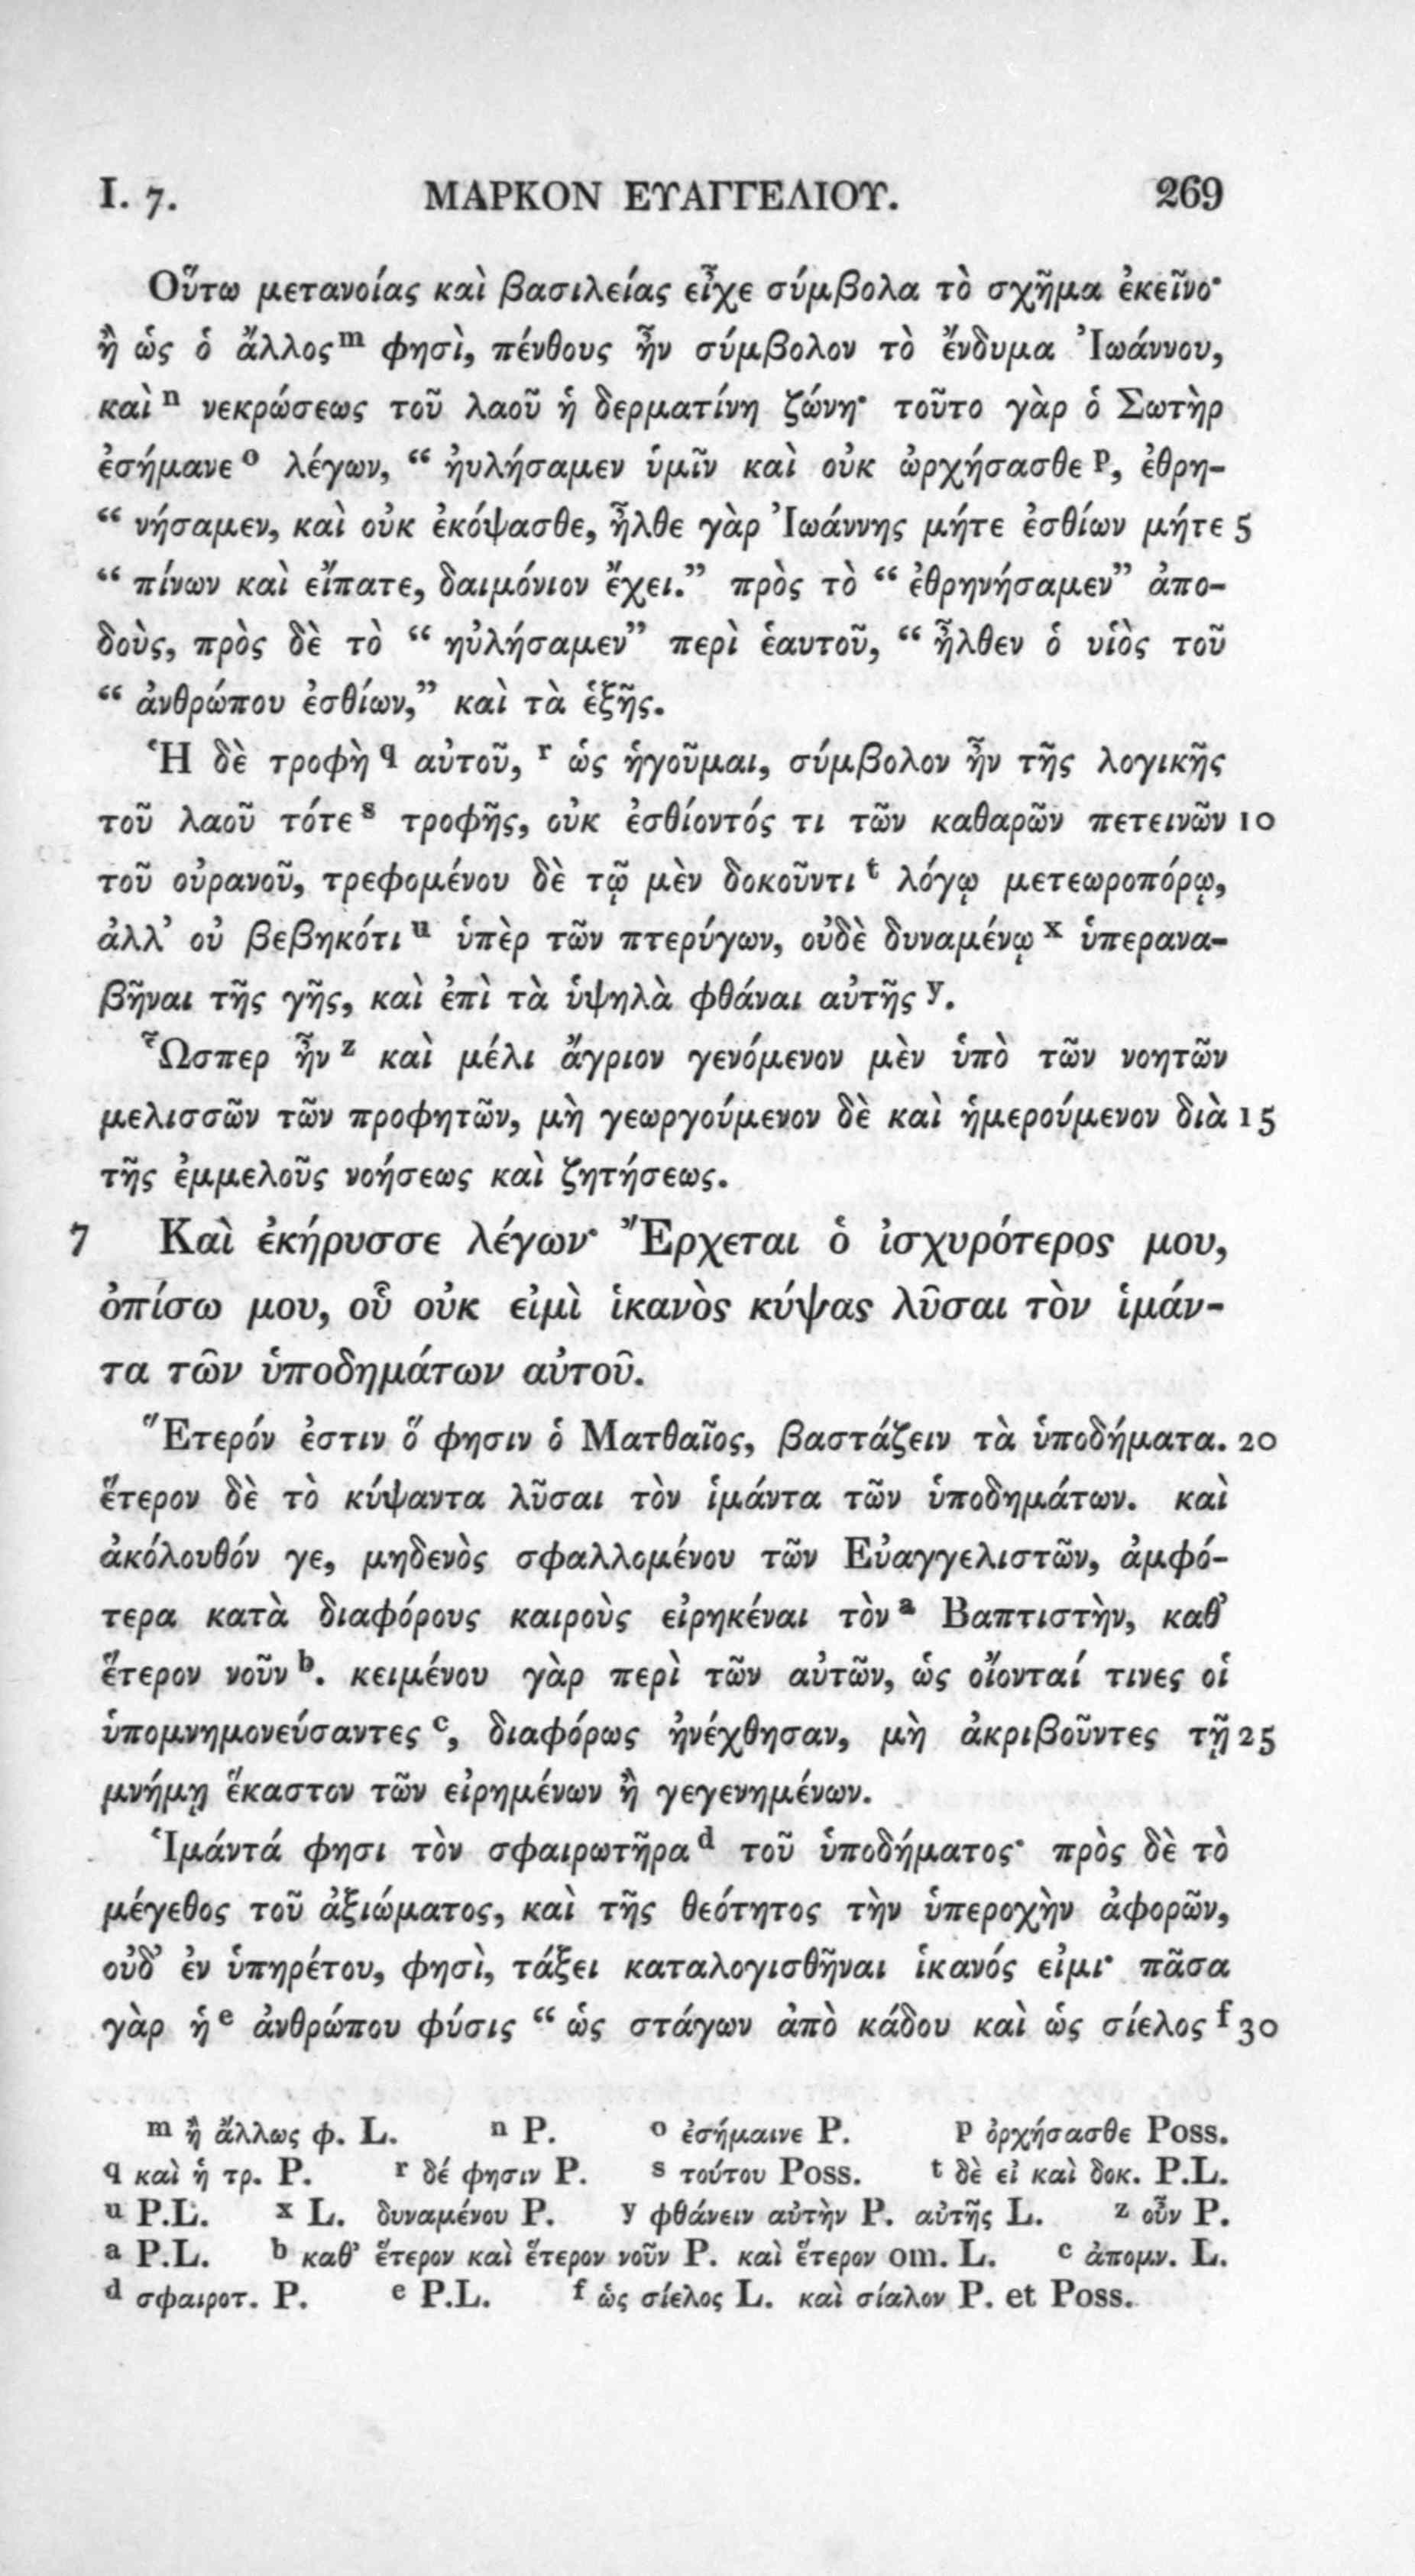 I. 7. ΜΑΡΚΟΝ ΕΥΑΓΓΕΛΙΟΥ. 269
Οὕτω μετανοίας καὶ βασιλείας εἶχε σύμβολα τὸ σχῆμα ἐκεῖνο·
ἢ ὡς ὁ ἄλλος m φησὶ, πένθους ἦν σύμβολον τὸ ἔνδυμα Ἰωάννου,
καὶ n νεκρώσεως τοῦ λαοῦ ἡ δερματίνη ζώνη· τοῦτο γὰρ ὁ Σωτὴρ
ἐσήμανε o λέγων, “ ἠυλήσαμεν ὑμῖν καὶ οὐκ ὠρχήσασθε p, ἐθρη-
“ νήσαμεν, καὶ οὐκ ἐκόψασθε, ἦλθε γὰρ Ἰωάννης μήτε ἐσθίων μήτε 5
“ πίνων καὶ εἴπατε, δαιμόνιον ἔχει.” πρὸς τὸ “ ἐθρηνήσαμεν” ἀπο-
δοὺς, πρὸς δὲ τὸ “ ηὐλήσαμεν” περὶ ἑαυτοῦ, “ ἦλθεν ὁ υἱὸς τοῦ
“ ἀνθρώπου ἐσθίων,” καὶ τὰ ἑξῆς.
Ἡ δὲ τροφὴ q αὐτοῦ, r ὡς ἡγοῦμαι, σύμβολον ἦν τῆς λογικῆς
τοῦ λαοῦ τότε s τροφῆς, οὐκ ἐσθίοντός τι τῶν καθαρῶν πετεινῶν 10
τοῦ οὐρανοῦ, τρεφομένου δὲ τῷ μὲν δοκοῦντι t λόγῳ μετεωροπόρῳ,
ἀλλ’ οὐ βεβηκότι u ὑπὲρ τῶν πτερύγων, οὐδὲ δυναμένῳ x ὑπερανα-
βῆναι τῆς γῆς, καὶ ἐπὶ τὰ ὑψηλὰ φθάναι αὐτῆς y.
Ὧσπερ ἦν z καὶ μέλι ἄγριον γενόμενον μὲν ὑπὸ τῶν νοητῶν
μελισσῶν τῶν προφητῶν, μὴ γεωργούμενον δὲ καὶ ἡμερούμενον διὰ 15
τῆς ἐμμελοῦς νοήσεως καὶ ζητήσεως.
7 Καὶ ἐκήρυσσε λέγων· Ἔρχεται ὁ ἰσχυρότερος μου,
ὀπίσω μου, οὗ οὐκ εἰμὶ ἱκανὸς κύψας λῦσαι τὸν ἱμάν-
τα τῶν ὑποδημάτων αὐτοῦ.
Ἕτερόν ἐστιν ὅ φησιν ὁ Ματθαῖος, βαστάζειν τὰ ὑποδήματα. 20
ἕτερον δὲ τὸ κύψαντα λῦσαι τὸν ἱμάντα τῶν ὑποδημάτων. καὶ
ἀκόλουθόν γε, μηδενὸς σφαλλομένου τῶν Εὐαγγελιστῶν, ἀμφό-
τερα κατὰ διαφόρους καιροὺς εἰρηκέναι τὸν a Βαπτιστὴν, καθ’
ἕτερον νοῦν b. κειμένου γὰρ περὶ τῶν αὐτῶν, ὡς οἴονταί τινες οἱ
ὑπομνημονεύσαντες c, διαφόρως ἠνέχθησαν, μὴ ἀκριβοῦντες τῇ 25
μνήμῃ ἕκαστον τῶν εἰρημένων ἢ γεγενημένων.
Ἱμάντά φησι τὸν σφαιρωτῆρα d τοῦ ὑποδήματος· πρὸς δὲ τὸ
μέγεθος τοῦ ἀξιώματος, καὶ τῆς θεότητος τὴν ὑπεροχὴν ἀφορῶν,
οὐδ’ ἐν ὑπηρέτου, φησὶ, τάξει καταλογισθῆναι ἱκανός εἰμι· πᾶσα
γὰρ ἡ e ἀνθρώπου φύσις “ ὡς στάγων ἀπὸ κάδου καὶ ὡς σίελος f 30
m ἢ ἄλλως φ. L. n P. o ἐσήμαινε P. p ὀρχήσασθε Poss.
q καὶ ἡ τρ. P. r δέ φησιν P. s τούτου Poss. t δὲ εἰ καὶ δοκ. P.L.
u P.L. x L. δυναμένου P. y φθάνειν αὐτὴν P. αὐτῆς L. z οὖν P.
a P.L. b καθ’ ἕτερον καὶ ἕτερον νοῦν P. καὶ ἕτερον om. L. c ἀπομν. L.
d σφαιροτ. P. e P.L. f ὡς σίελος L. καὶ σίαλον P. et Poss.